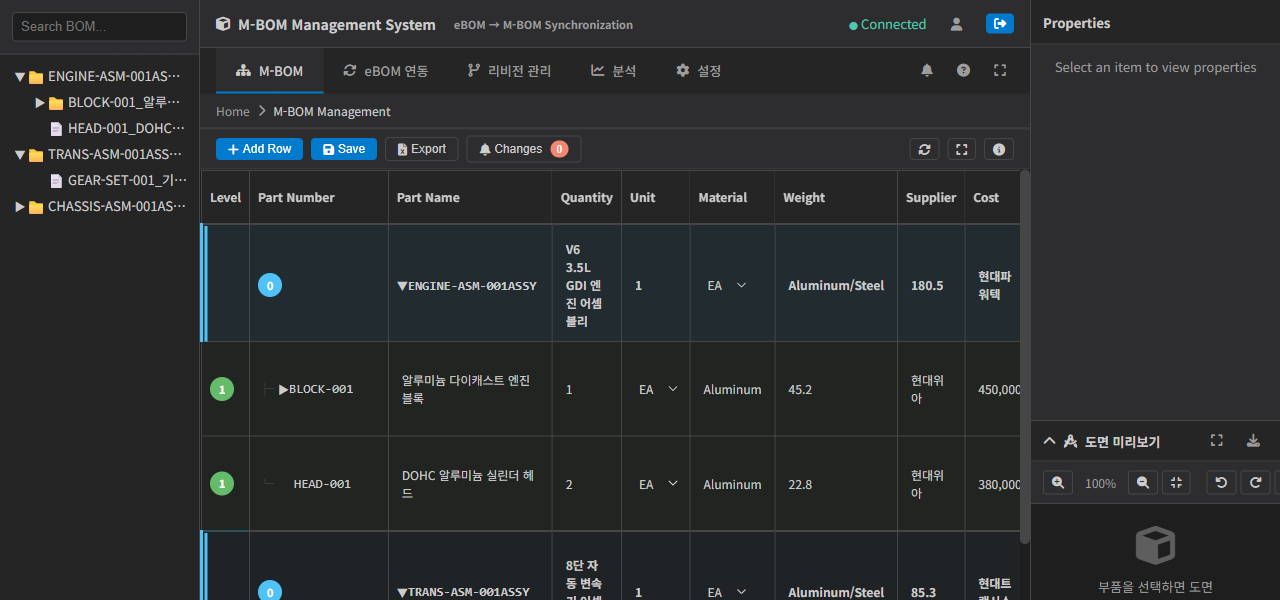 Search BOM...
▼ ENGINE-ASM-001AS…
▶ BLOCK-001_알루…
HEAD-001_DOHC…
▼ TRANS-ASM-001ASS…
GEAR-SET-001_기…
▶ CHASSIS-ASM-001AS…
M-BOM Management System eBOM → M-BOM Synchronization
Connected
M-BOM eBOM 연동 리비전 관리 분석 설정
Home > M-BOM Management
+ Add Row Save Export Changes 0
Level Part Number Part Name Quantity Unit Material Weight Supplier Cost
0 ▼ENGINE-ASM-001ASSY V6 3.5L GDI 엔진 어셈블리 1 EA Aluminum/Steel 180.5 현대파워텍
1 ▶BLOCK-001 알루미늄 다이캐스트 엔진 블록 1 EA Aluminum 45.2 현대위아 450,000
1 HEAD-001 DOHC 알루미늄 실린더 헤드 2 EA Aluminum 22.8 현대위아 380,000
0 ▼TRANS-ASM-001ASSY 8단 자동 변속 1 EA Aluminum/Steel 85.3 현대트
Properties
Select an item to view properties
도면 미리보기
100%
부품을 선택하면 도면